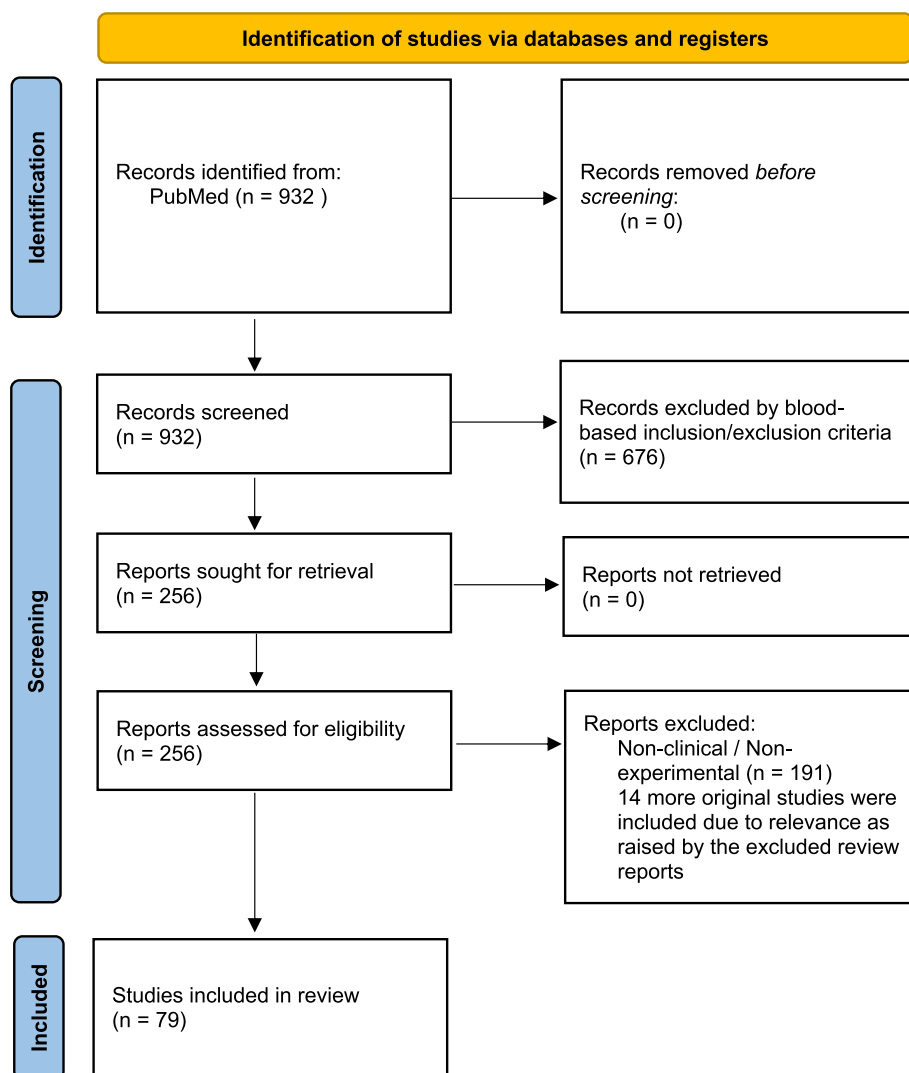 Identification of studies via databases and registers
Identification
Records identified from:
PubMed (n = 932 )
Records removed before
screening:
(n = 0)
Screening
Records screened
(n = 932)
Records excluded by blood-
based inclusion/exclusion criteria
(n = 676)
Reports sought for retrieval
(n = 256)
Reports not retrieved
(n = 0)
Reports assessed for eligibility
(n = 256)
Reports excluded:
Non-clinical / Non-
experimental (n = 191)
14 more original studies were
included due to relevance as
raised by the excluded review
reports
Included
Studies included in review
(n = 79)